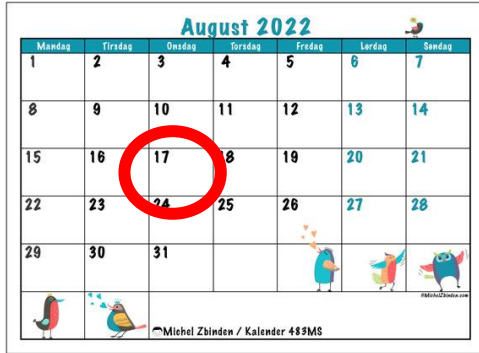 August 2022
Mandag Tirsdag Onsdag Torsdag Fredag Lørdag Søndag
1 2 3 4 5 6 7
8 9 10 11 12 13 14
15 16 17 18 19 20 21
22 23 24 25 26 27 28
29 30 31
©MichelZbinden.com
Michel Zbinden / Kalender 483MS